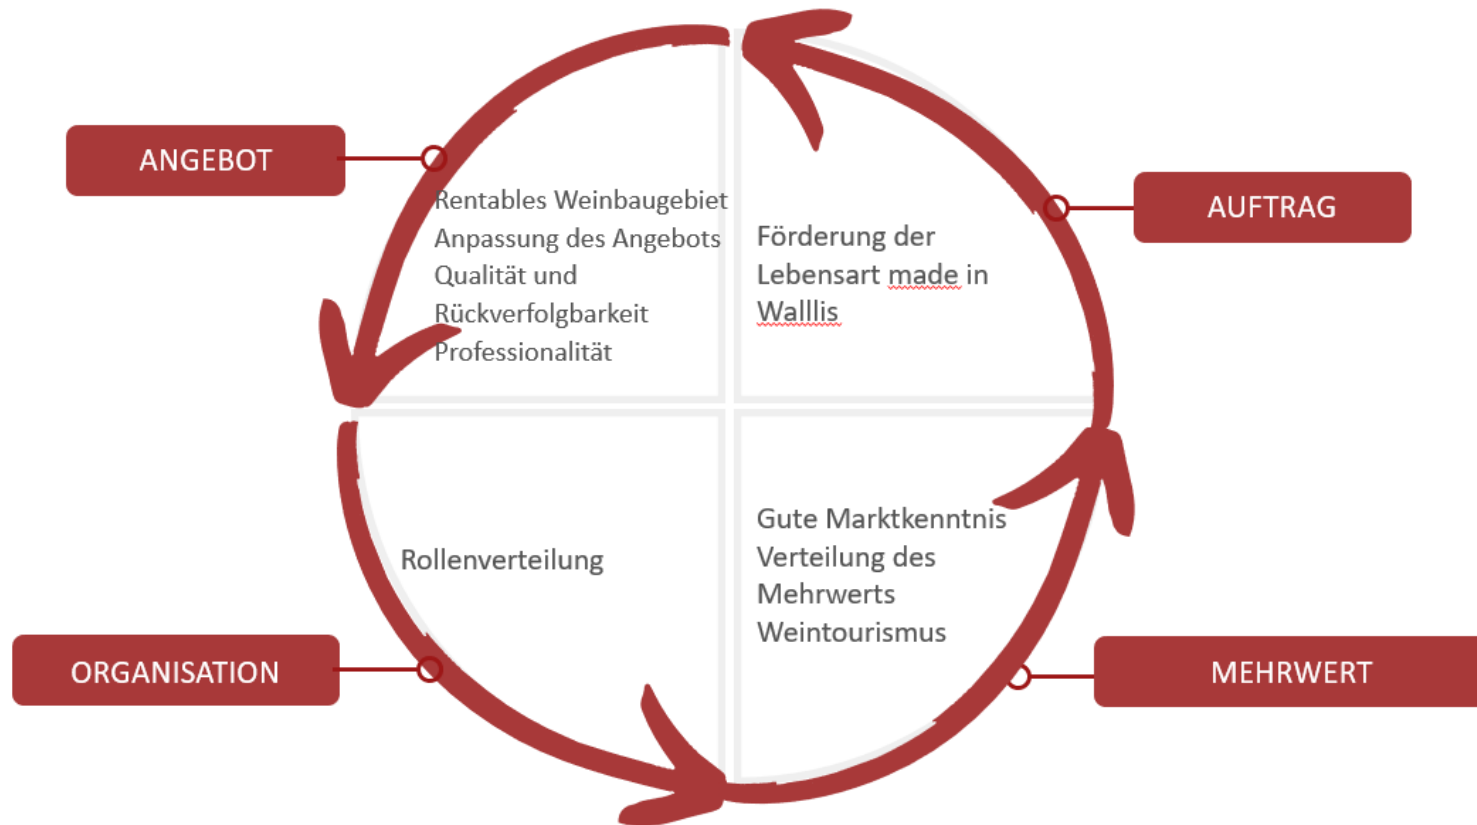 ANGEBOT
Rentables Weinbaugebiet
Anpassung des Angebots
Qualität und
Rückverfolgbarkeit
Professionalität
AUFTRAG
Förderung der
Lebensart made in
Walllis
ORGANISATION
Rollenverteilung
MEHRWERT
Gute Marktkenntnis
Verteilung des
Mehrwerts
Weintourismus